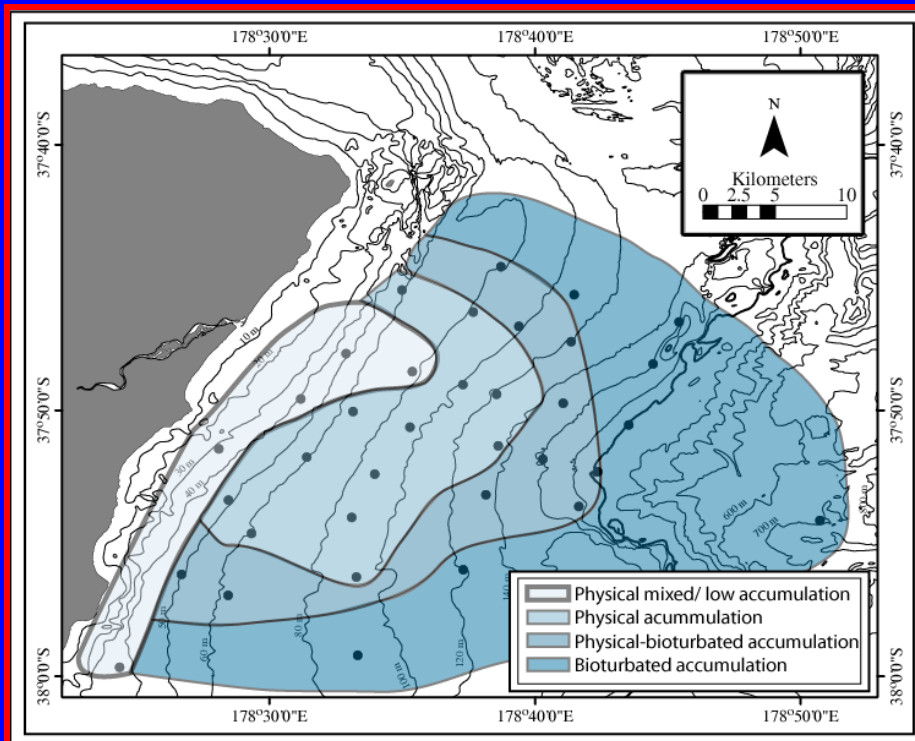 178°30'0"E 178°40'0"E 178°50'0"E
37°40'0"S
37°40'0"S
N
Kilometers
0 2.5 5 10
10 m
30 m
40 m
37°50'0"S
37°50'0"S
600 m
700 m
50 m
60 m
80 m
100 m
120 m
Physical mixed/ low accumulation
Physical acummulation
Physical-bioturbated accumulation
Bioturbated accumulation
38°0'0"S
38°0'0"S
178°30'0"E 178°40'0"E 178°50'0"E